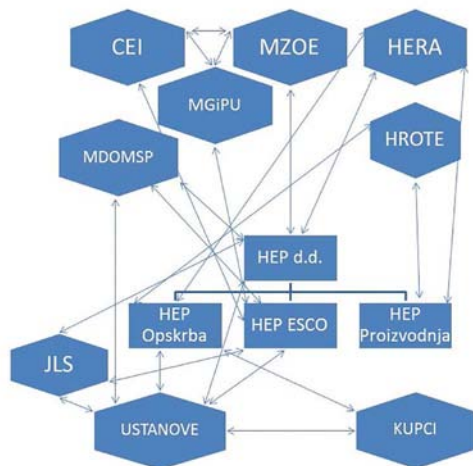 CEI
MZOE
HERA
MGiPU
HROTE
MDOMSP
HEP d.d.
HEP
Opskrba
HEP ESCO
HEP
Proizvodnja
JLS
USTANOVE
KUPCI